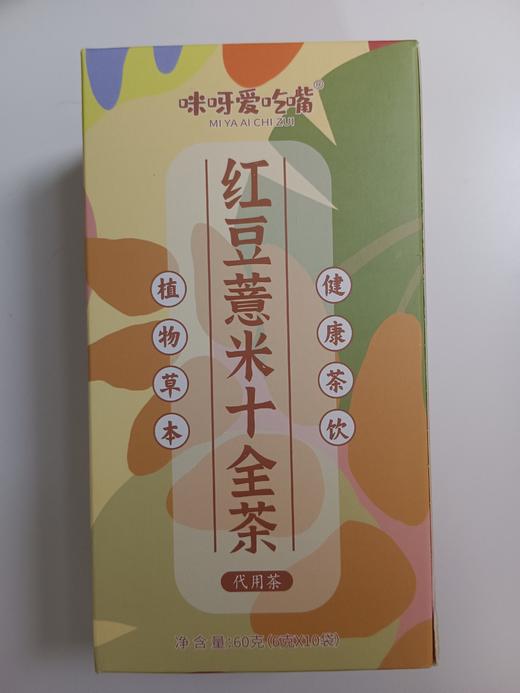 咪呀爱吃嘴®
MI YA AI CHI ZUI
红豆薏米十全茶
植物草本
健康茶饮
代用茶
净含量:60克(6克X10袋)